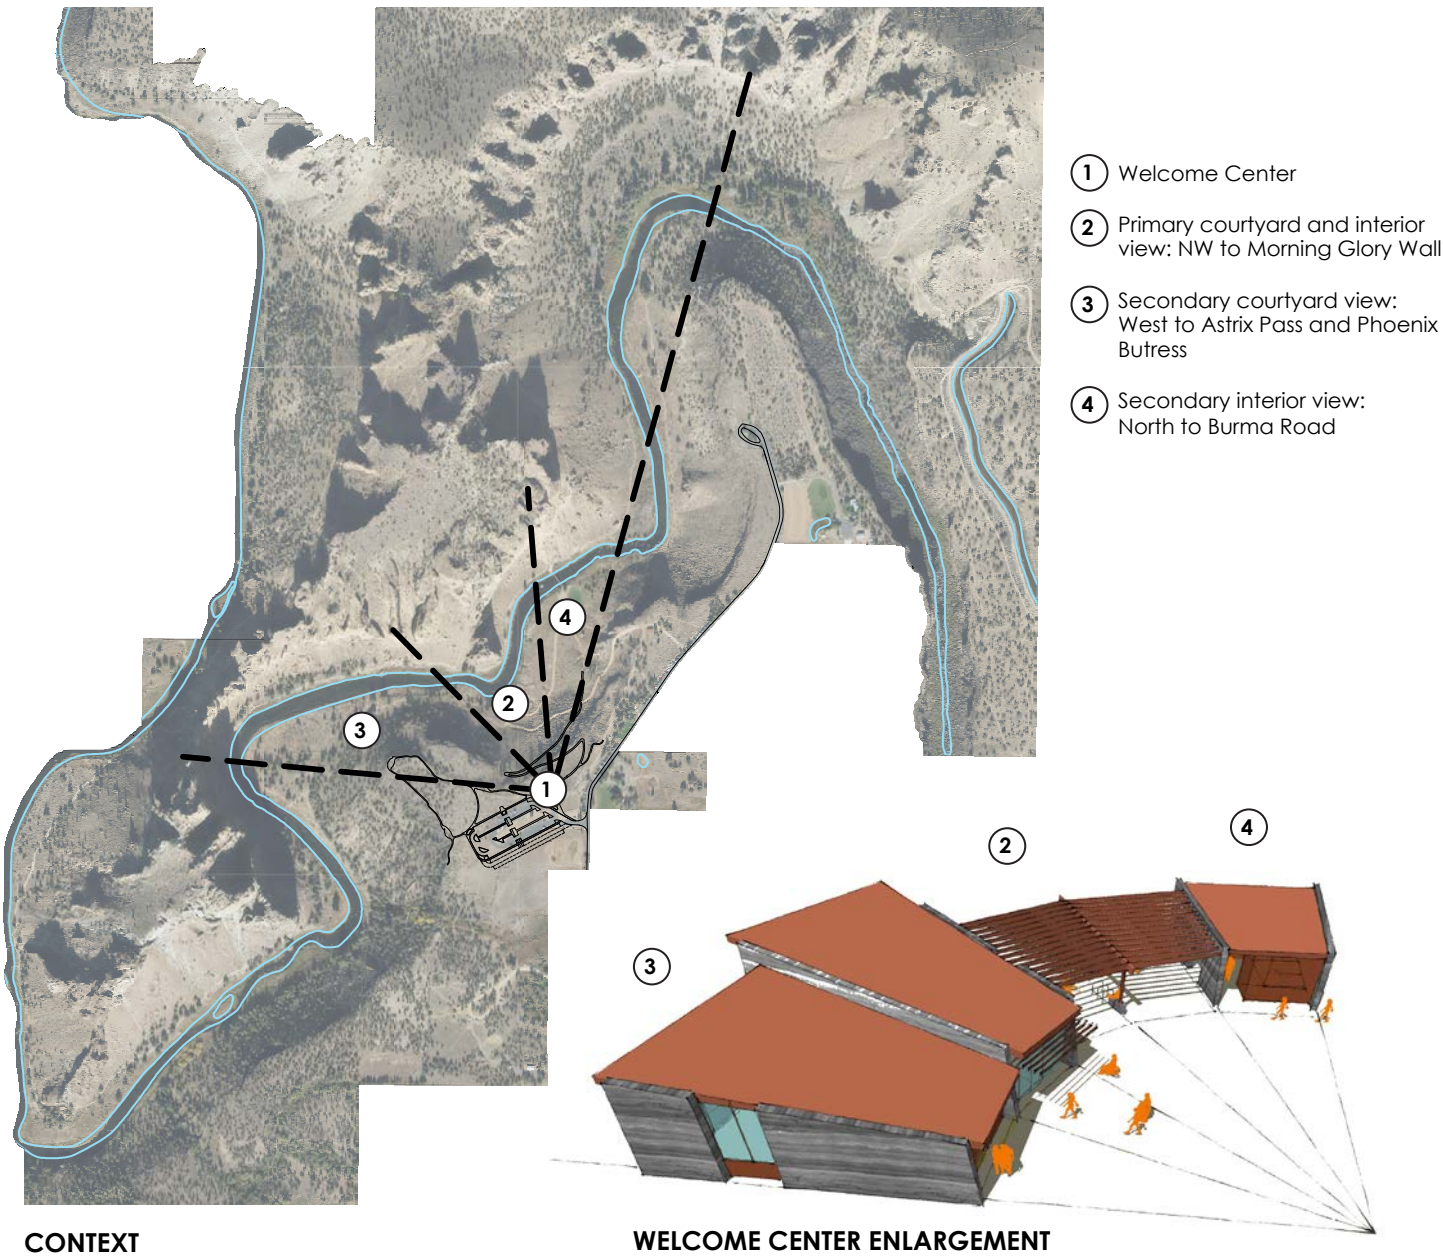 1 Welcome Center
2 Primary courtyard and interior
view: NW to Morning Glory Wall
3 Secondary courtyard view:
West to Astrix Pass and Phoenix
Butress
4 Secondary interior view:
North to Burma Road
4
2
3
1
4
2
3
CONTEXT
WELCOME CENTER ENLARGEMENT